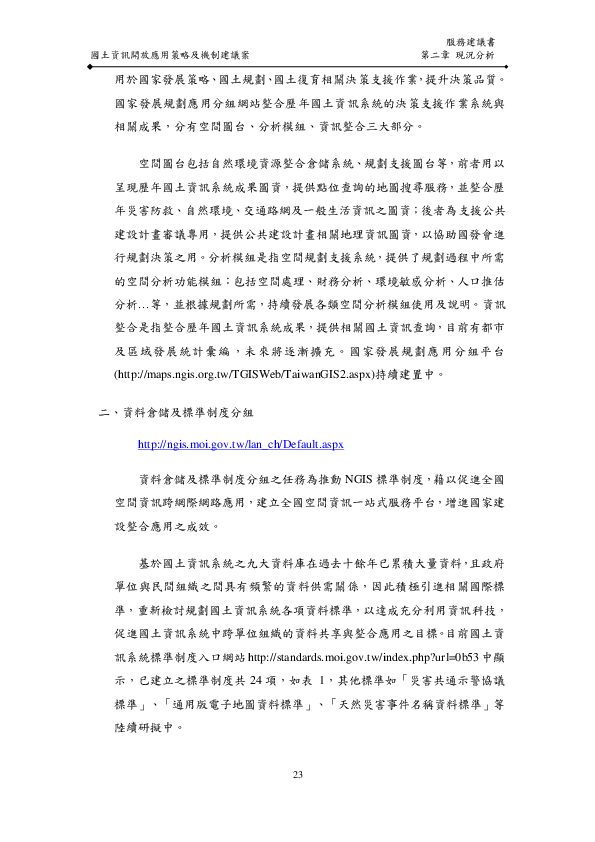 服務建議書
國土資訊開放應用策略及機制建議案 第二章 現況分析
用於國家發展策略、國土規劃、國土復育相關決策支援作業，提升決策品質。
國家發展規劃應用分組網站整合歷年國土資訊系統的決策支援作業系統與
相關成果，分有空間圖台、分析模組、資訊整合三大部分。
空間圖台包括自然環境資源整合倉儲系統、規劃支援圖台等，前者用以
呈現歷年國土資訊系統成果圖資，提供點位查詢的地圖搜尋服務，並整合歷
年災害防救、自然環境、交通路網及一般生活資訊之圖資；後者為支援公共
建設計畫審議專用，提供公共建設計畫相關地理資訊圖資，以協助國發會進
行規劃決策之用。分析模組是指空間規劃支援系統，提供了規劃過程中所需
的空間分析功能模組：包括空間處理、財務分析、環境敏感分析、人口推估
分析…等，並根據規劃所需，持續發展各類空間分析模組使用及說明。資訊
整合是指整合歷年國土資訊系統成果，提供相關國土資訊查詢，目前有都市
及區域發展統計彙編，未來將逐漸擴充。國家發展規劃應用分組平台
(http://maps.ngis.org.tw/TGISWeb/TaiwanGIS2.aspx)持續建置中。
二、資料倉儲及標準制度分組
http://ngis.moi.gov.tw/lan_ch/Default.aspx
資料倉儲及標準制度分組之任務為推動 NGIS 標準制度，藉以促進全國
空間資訊跨網際網路應用，建立全國空間資訊一站式服務平台，增進國家建
設整合應用之成效。
基於國土資訊系統之九大資料庫在過去十餘年已累積大量資料，且政府
單位與民間組織之間具有頻繁的資料供需關係，因此積極引進相關國際標
準，重新檢討規劃國土資訊系統各項資料標準，以達成充分利用資訊科技，
促進國土資訊系統中跨單位組織的資料共享與整合應用之目標。目前國土資
訊系統標準制度入口網站 http://standards.moi.gov.tw/index.php?url=0b53 中顯
示，已建立之標準制度共 24 項，如表 1，其他標準如「災害共通示警協議
標準」、「通用版電子地圖資料標準」、「天然災害事件名稱資料標準」等
陸續研擬中。
23